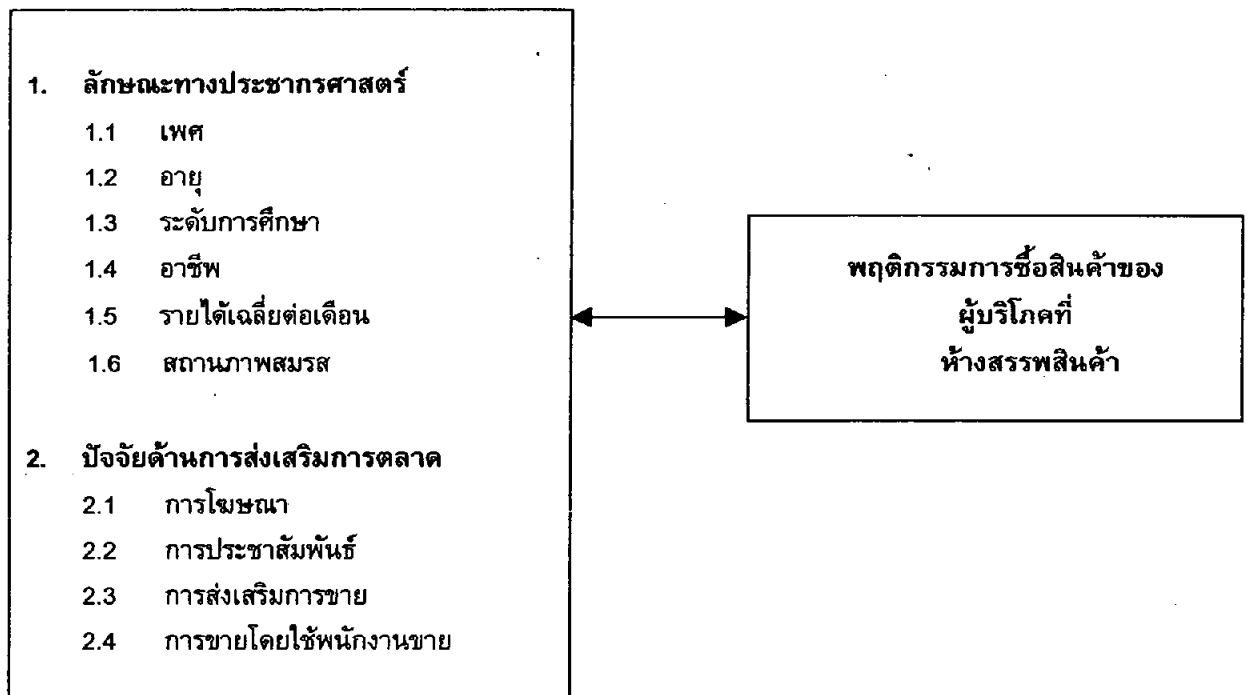 1. ลักษณะทางประชากรศาสตร์
1.1 เพศ
1.2 อายุ
1.3 ระดับการศึกษา
1.4 อาชีพ
1.5 รายได้เฉลี่ยต่อเดือน
1.6 สถานภาพสมรส
2. ปัจจัยด้านการส่งเสริมการตลาด
2.1 การโฆษณา
2.2 การประชาสัมพันธ์
2.3 การส่งเสริมการขาย
2.4 การขายโดยใช้พนักงานขาย
พฤติกรรมการซื้อสินค้าของ
ผู้บริโภคที่
ห้างสรรพสินค้า